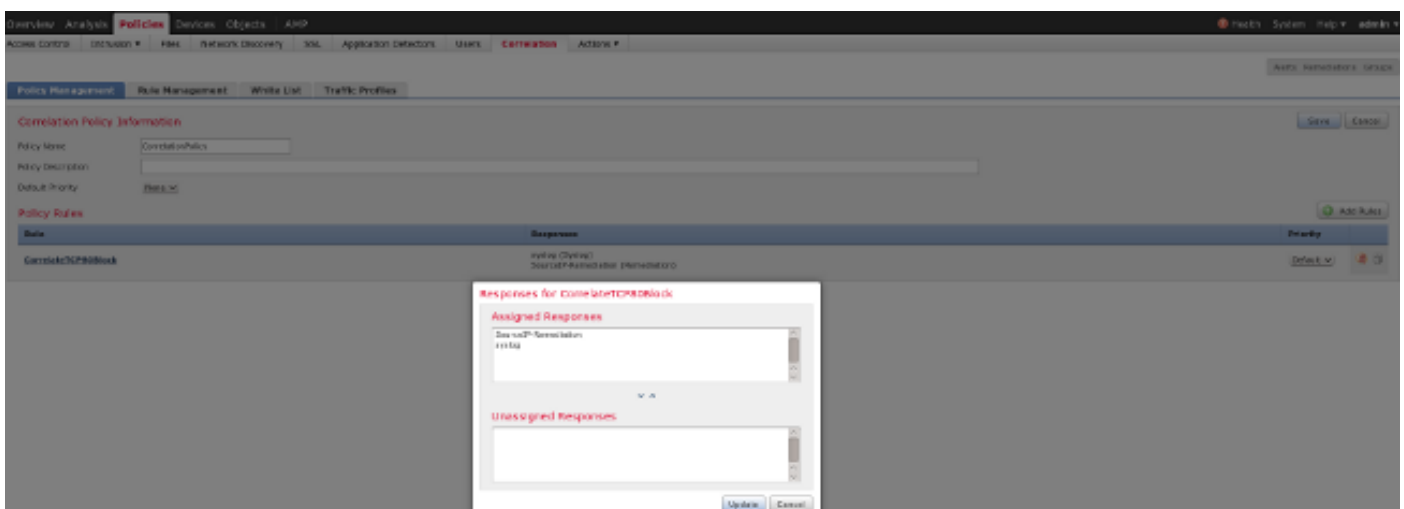 Overview Analysis Policies Devices Objects AMP
Health System Help admin
Access Control Intrusion Files Network Discovery SSL Application Detectors Users Correlation Actions
Alerts Remediations Groups
Policy Management Rule Management White List Traffic Profiles
Correlation Policy Information
Save Cancel
Policy Name CorrelationPolicy
Policy Description
Default Priority None
Policy Rules
Add Rules
Rule Responses Priority
CorrelateTCP80Block
syslog (Syslog)
SourceIP-Remediation (Remediation)
Default
Responses for CorrelateTCP80Block
Assigned Responses
SourceIP-Remediation
syslog
Unassigned Responses
Update Cancel